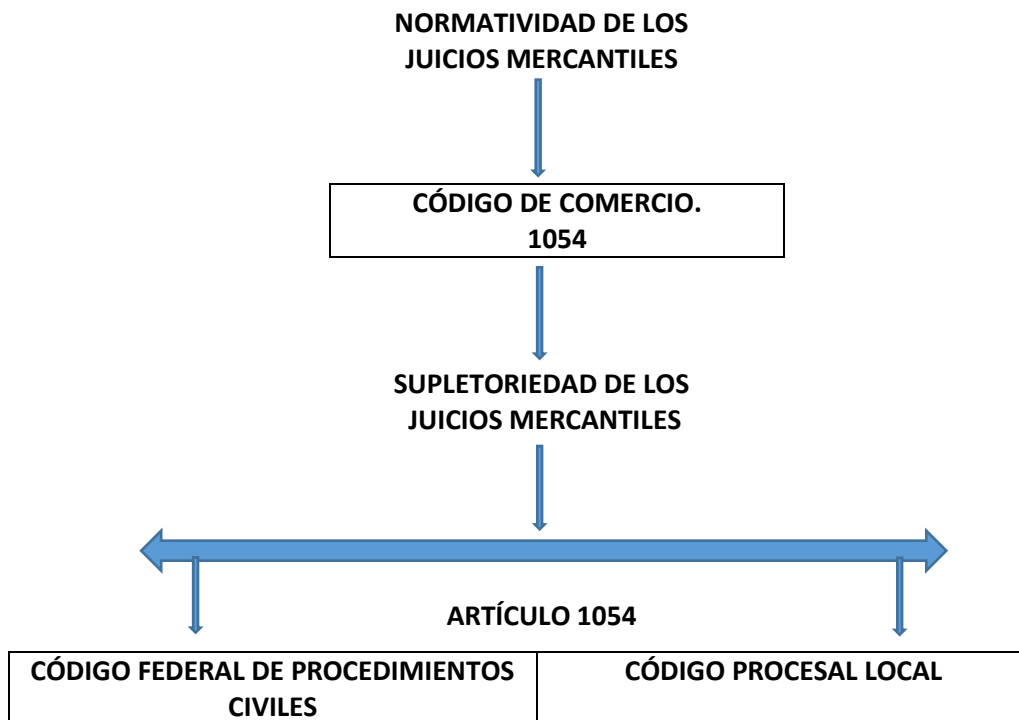 NORMATIVIDAD DE LOS
JUICIOS MERCANTILES
CÓDIGO DE COMERCIO.
1054
SUPLETORIEDAD DE LOS
JUICIOS MERCANTILES
ARTÍCULO 1054
CÓDIGO FEDERAL DE PROCEDIMIENTOS
CIVILES
CÓDIGO PROCESAL LOCAL